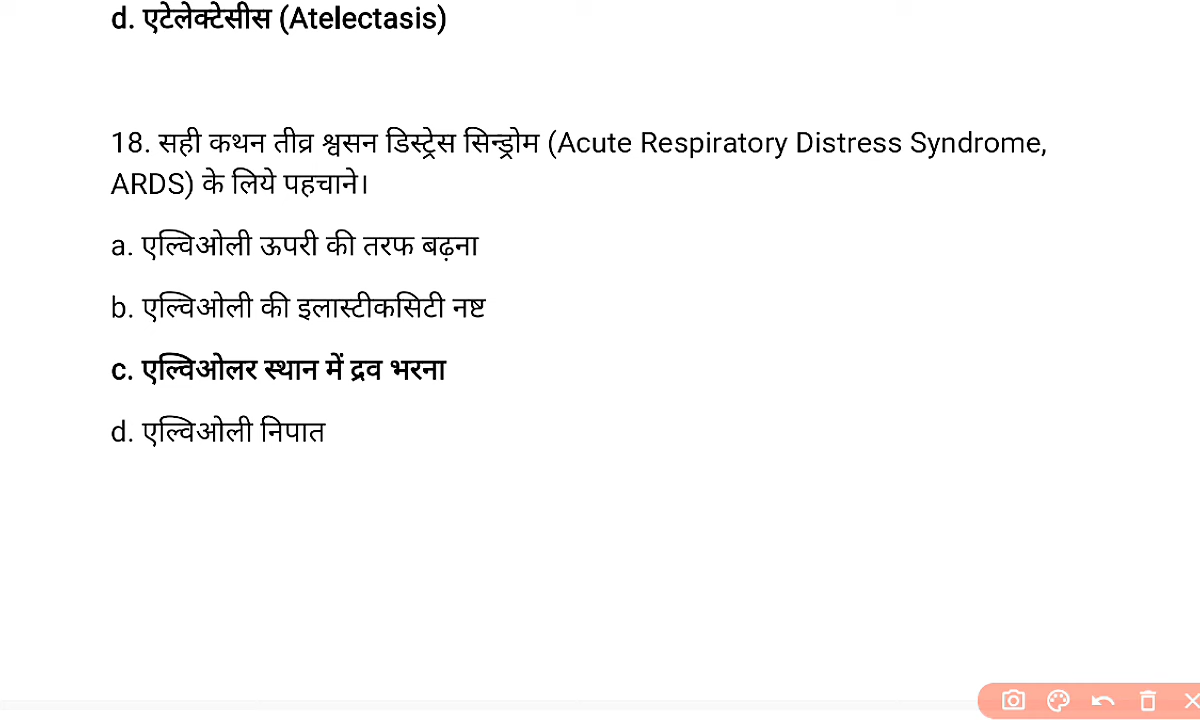 d. एटेलेक्टेसीस (Atelectasis)
18. सही कथन तीव्र श्वसन डिस्ट्रेस सिन्ड्रोम (Acute Respiratory Distress Syndrome,
ARDS) के लिये पहचाने।
a. एल्विओली ऊपरी की तरफ बढ़ना
b. एल्विओली की इलास्टीकसिटी नष्ट
c. एल्विओलर स्थान में द्रव भरना
d. एल्विओली निपात